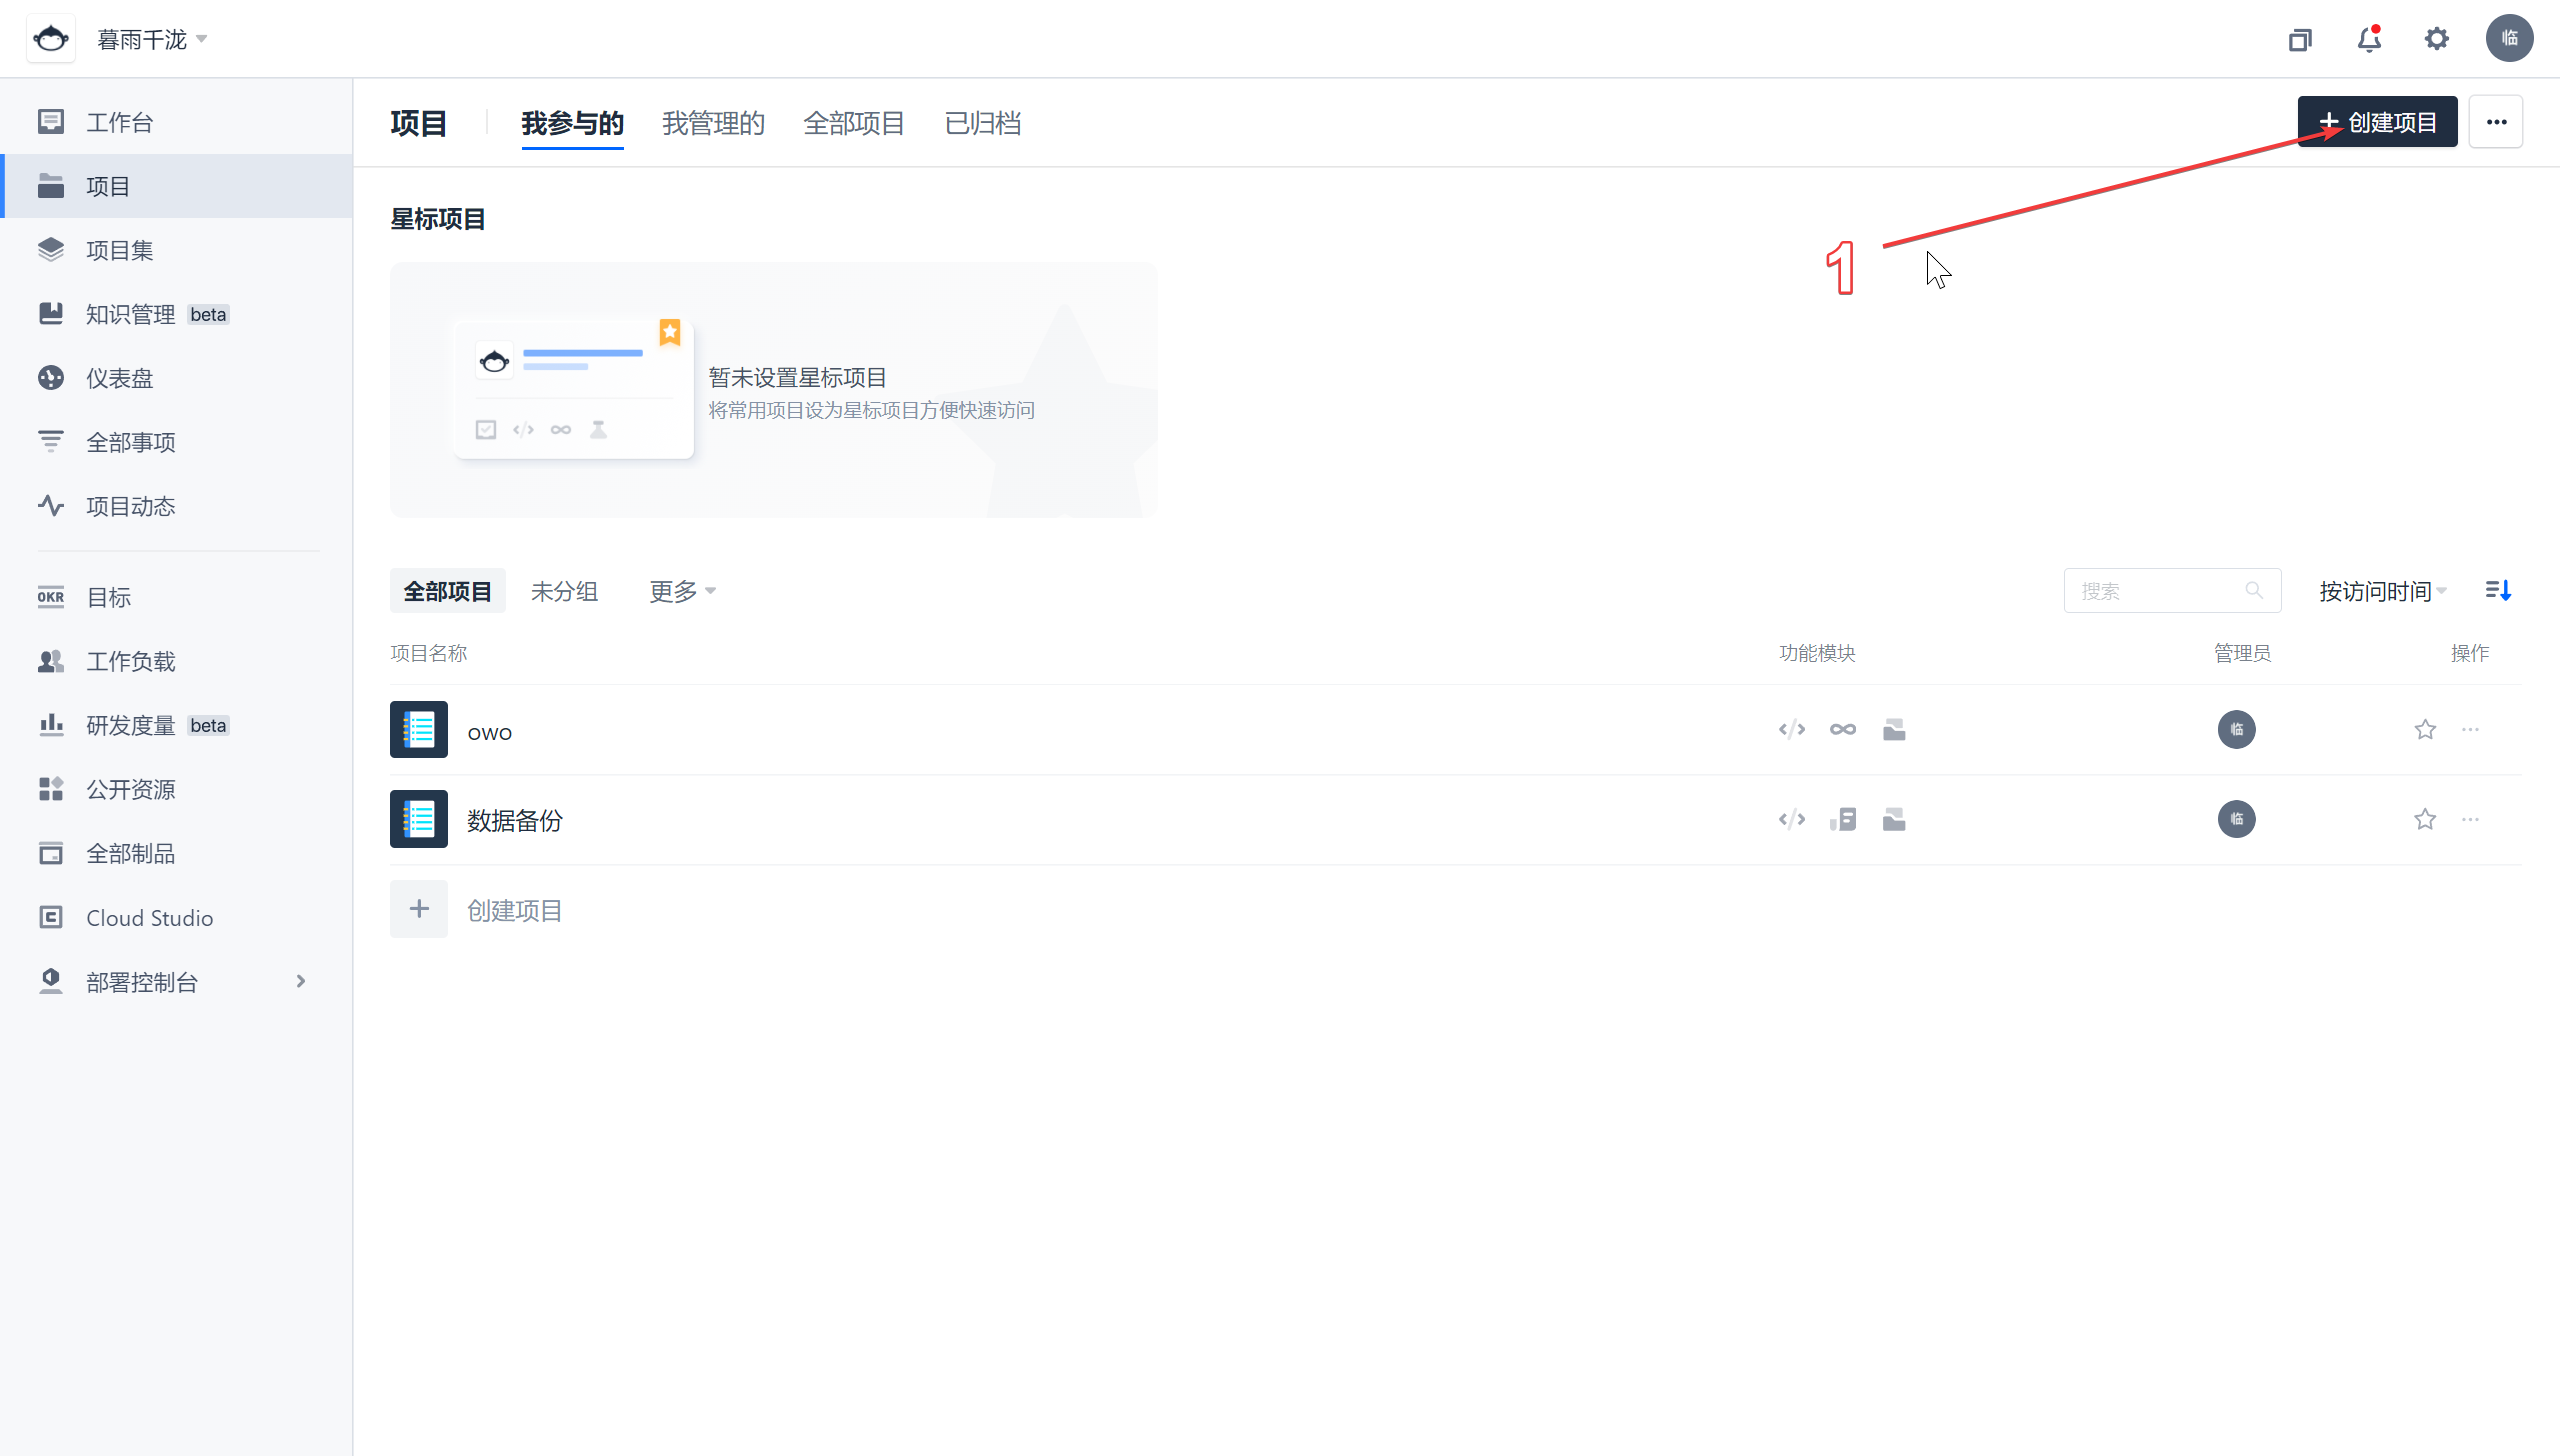 暮雨千泷
临
工作台
项目
项目集
知识管理 beta
仪表盘
全部事项
项目动态
OKR 目标
工作负载
研发度量 beta
公开资源
全部制品
Cloud Studio
部署控制台
项目 我参与的 我管理的 全部项目 已归档
创建项目
1
星标项目
暂未设置星标项目
将常用项目设为星标项目方便快速访问
全部项目 未分组 更多
搜索 按访问时间
项目名称 功能模块 管理员 操作
owo 临
数据备份 临
创建项目